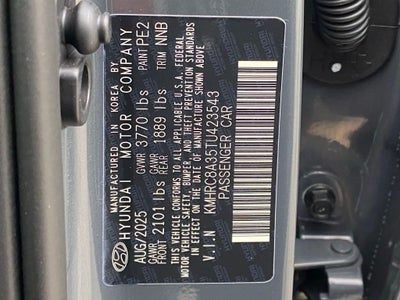 MANUFACTURED IN KOREA BY
HYUNDAI MOTOR COMPANY
AUG/2025 GVWR 3770 lbs PAINT PE2
GAWR FRONT 2101 lbs GAWR REAR 1889 lbs TRIM NNB
THIS VEHICLE CONFORMS TO ALL APPLICABLE U.S.A. FEDERAL
MOTOR VEHICLE SAFETY, BUMPER, AND THEFT PREVENTION STANDARDS
IN EFFECT ON THE DATE OF MANUFACTURE SHOWN ABOVE.
V.I.N KMHRC8A35TU423543
PASSENGER CAR